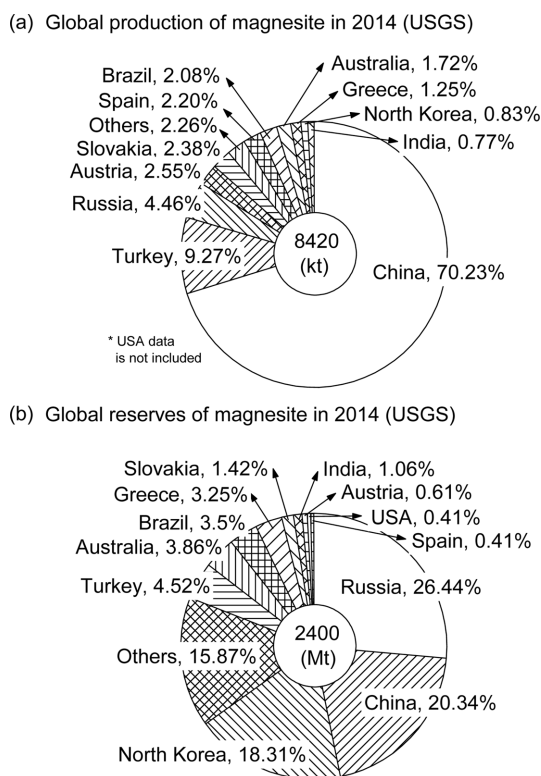 (a) Global production of magnesite in 2014 (USGS)
Australia, 1.72%
Brazil, 2.08%
Greece, 1.25%
Spain, 2.20%
North Korea, 0.83%
Others, 2.26%
India, 0.77%
Slovakia, 2.38%
Austria, 2.55%
Russia, 4.46%
8420
(kt)
Turkey, 9.27%
China, 70.23%
* USA data
is not included
(b) Global reserves of magnesite in 2014 (USGS)
Slovakia, 1.42%
India, 1.06%
Greece, 3.25%
Austria, 0.61%
Brazil, 3.5%
USA, 0.41%
Australia, 3.86%
Spain, 0.41%
Turkey, 4.52%
Russia, 26.44%
2400
(Mt)
Others, 15.87%
China, 20.34%
North Korea, 18.31%